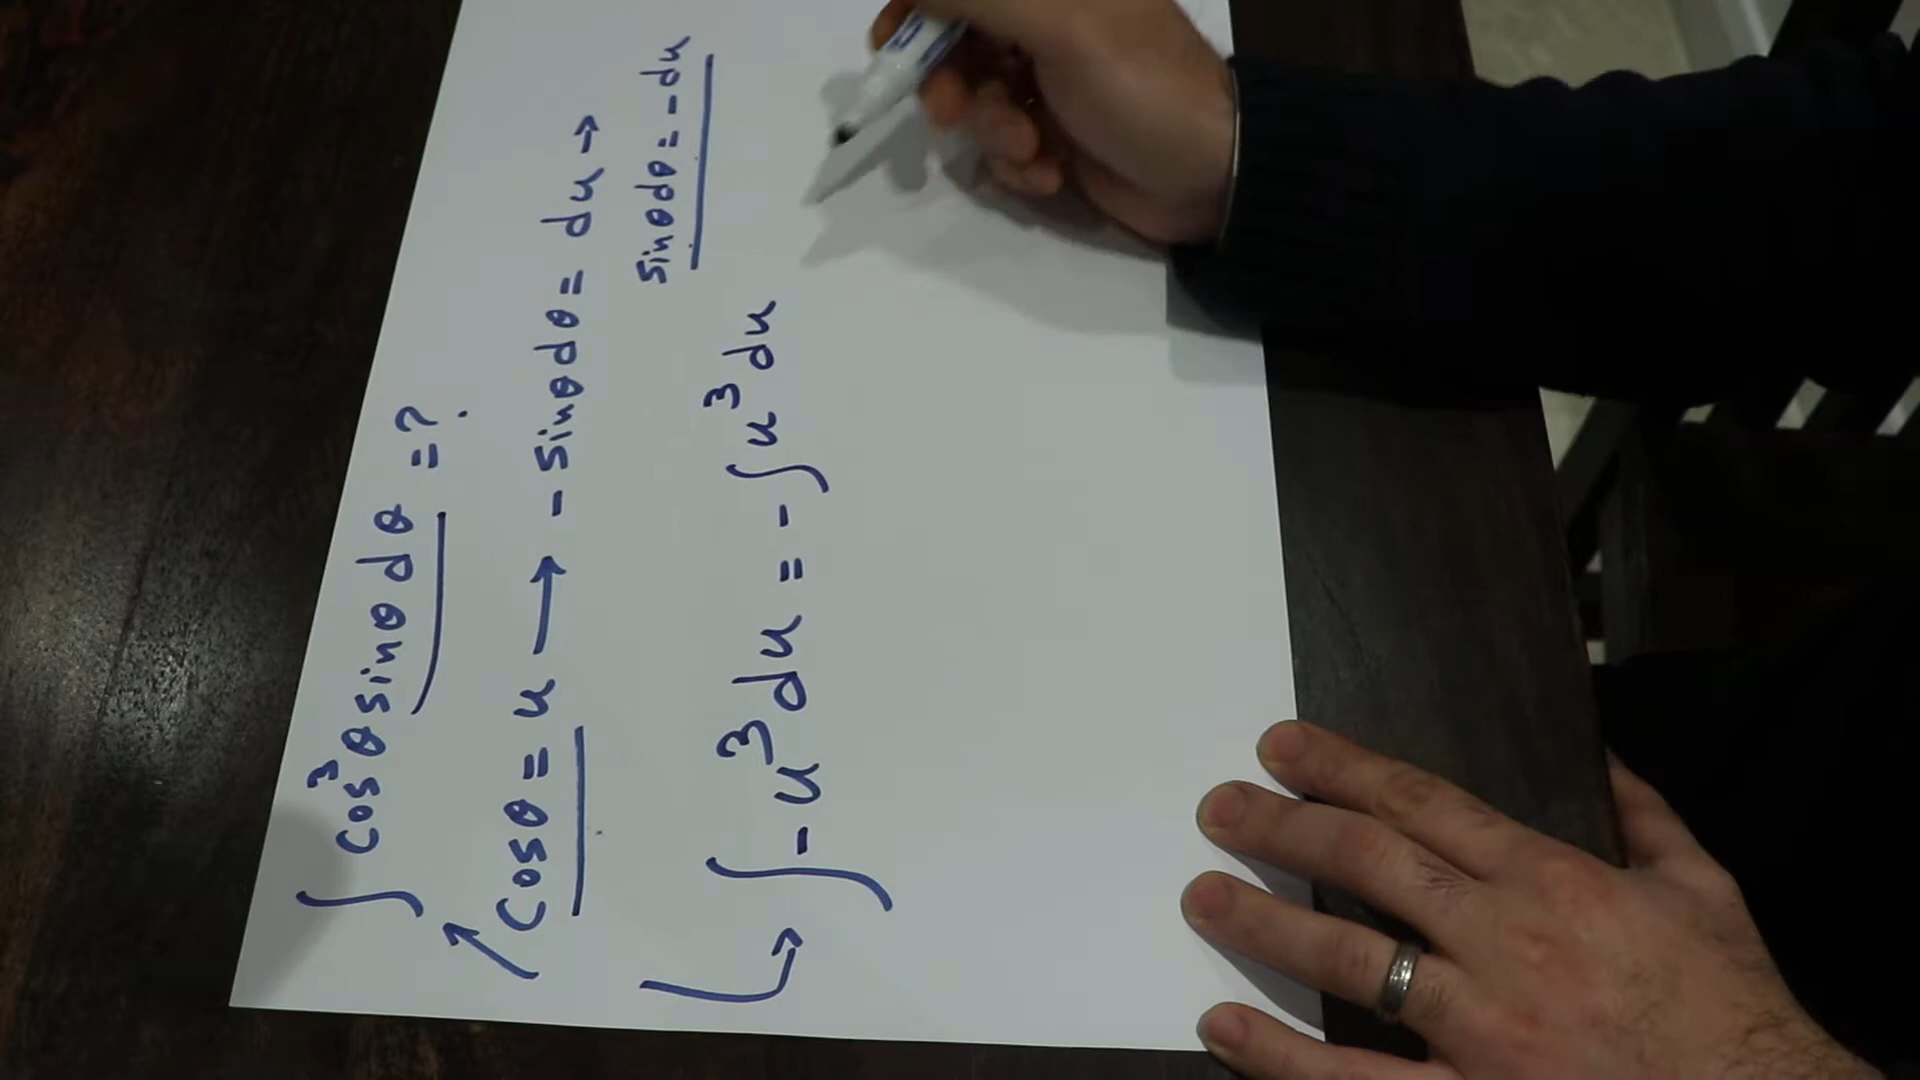 ∫ cos³θ sinθ dθ = ?
cosθ = u → - sinθ dθ = du →
sinθ dθ = - du
↳ ∫ - u³ du = - ∫ u³ du